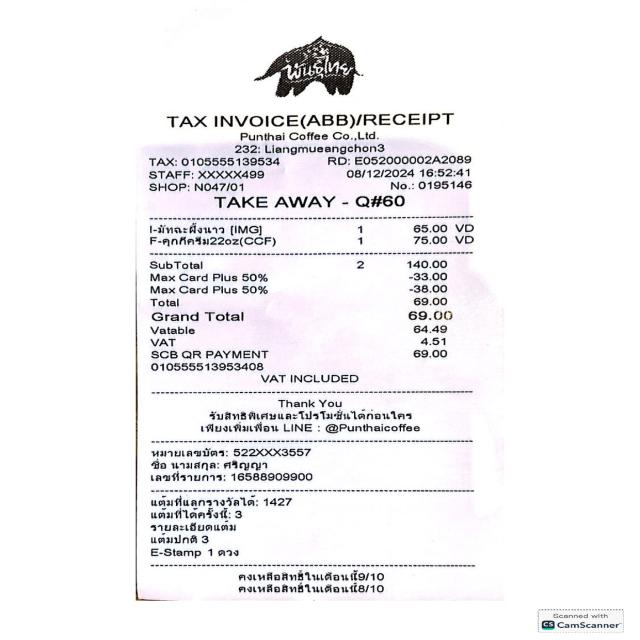 พันธุ์ไทย
TAX INVOICE(ABB)/RECEIPT
Punthai Coffee Co.,Ltd.
232: Liangmueangchon3
TAX: 0105555139534 RD: E052000002A2089
STAFF: XXXXX499 08/12/2024 16:52:41
SHOP: N047/01 No.: 0195146
TAKE AWAY - Q#60
I-มัทฉะผึ้งนาว [IMG] 1 65.00 VD
F-คุกกี้ครีม22oz(CCF) 1 75.00 VD
SubTotal 2 140.00
Max Card Plus 50% -33.00
Max Card Plus 50% -38.00
Total 69.00
Grand Total 69.00
Vatable 64.49
VAT 4.51
SCB QR PAYMENT 69.00
010555513953408
VAT INCLUDED
Thank You
รับสิทธิพิเศษและโปรโมชั่นได้ก่อนใคร
เพียงเพิ่มเพื่อน LINE : @Punthaicoffee
หมายเลขบัตร: 522XXX3557
ชื่อ นามสกุล: ศริญญา
เลขที่รายการ: 16588909900
แต้มที่แลกรางวัลได้: 1427
แต้มที่ได้ครั้งนี้: 3
รายละเอียดแต้ม
แต้มปกติ 3
E-Stamp 1 ดวง
คงเหลือสิทธิ์ในเดือนนี้9/10
คงเหลือสิทธิ์ในเดือนนี้8/10
Scanned with
CS CamScanner